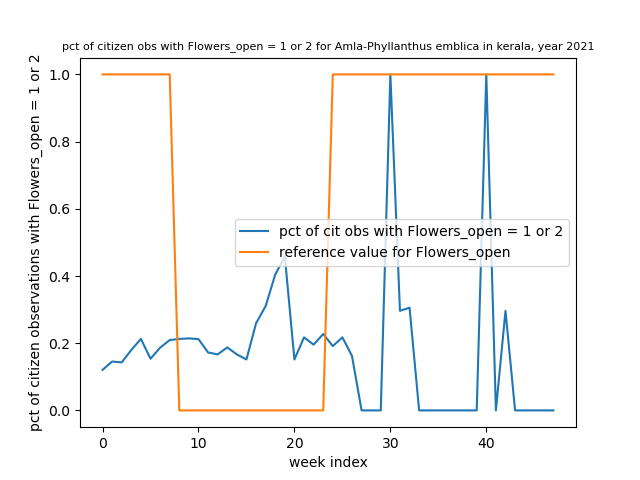 pct of citizen obs with Flowers_open = 1 or 2 for Amla-Phyllanthus emblica in kerala, year 2021
pct of citizen observations with Flowers_open = 1 or 2
1.0
0.8
0.6
0.4
0.2
0.0
pct of cit obs with Flowers_open = 1 or 2
reference value for Flowers_open
0 10 20 30 40
week index